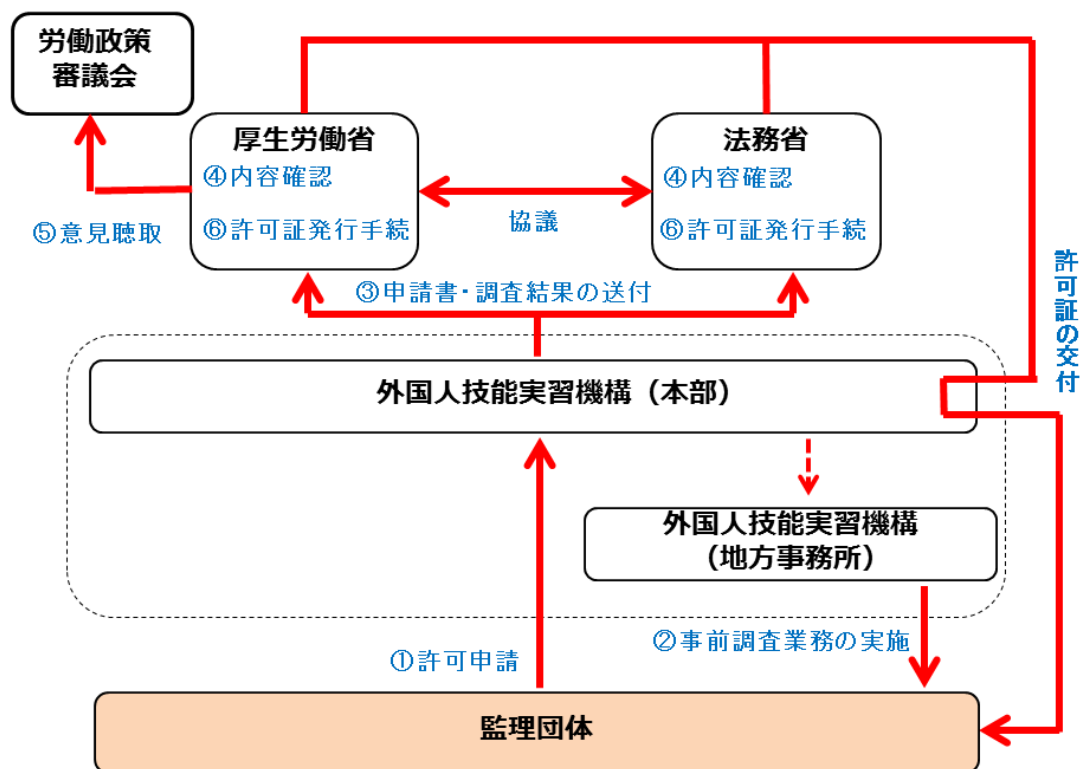 労働政策
審議会
厚生労働省
④内容確認
⑥許可証発行手続
法務省
④内容確認
⑥許可証発行手続
協議
⑤意見聴取
③申請書・調査結果の送付
許可証の交付
外国人技能実習機構（本部）
外国人技能実習機構
（地方事務所）
①許可申請
②事前調査業務の実施
監理団体